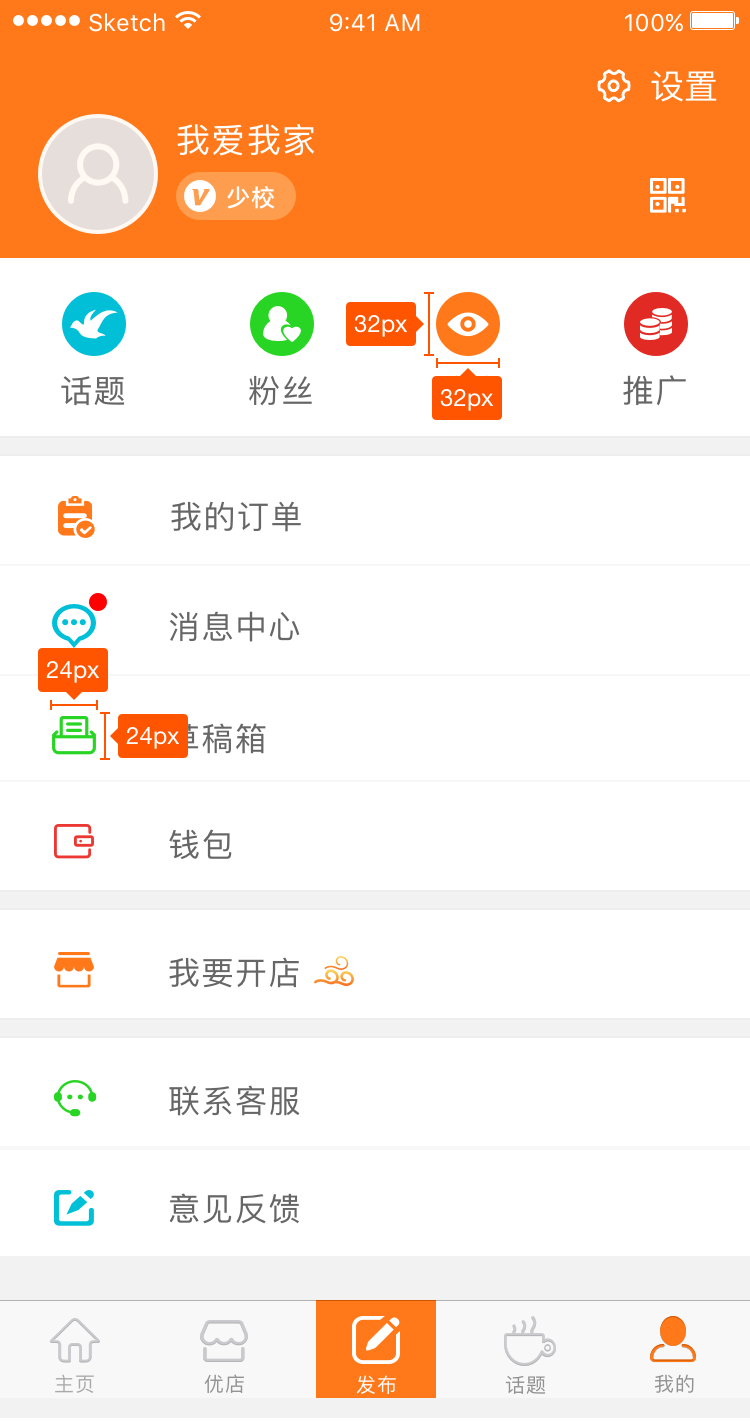 Sketch 9:41 AM 100%
设置
我爱我家
V 少校
32px
话题 粉丝 推广
32px
我的订单
消息中心
24px
24px 草稿箱
钱包
我要开店
联系客服
意见反馈
主页 优店 发布 话题 我的